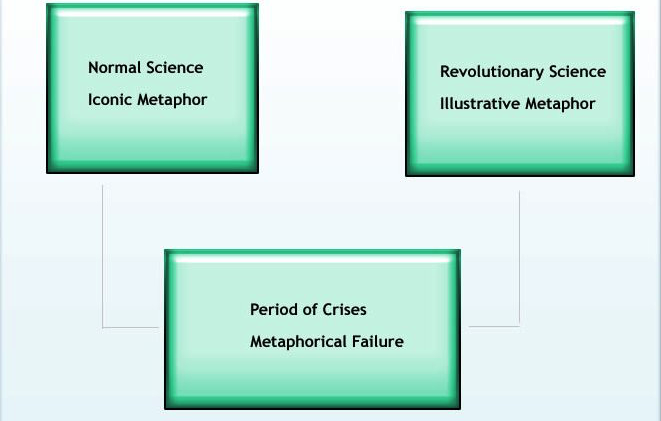 Normal Science
Iconic Metaphor
Revolutionary Science
Illustrative Metaphor
Period of Crises
Metaphorical Failure